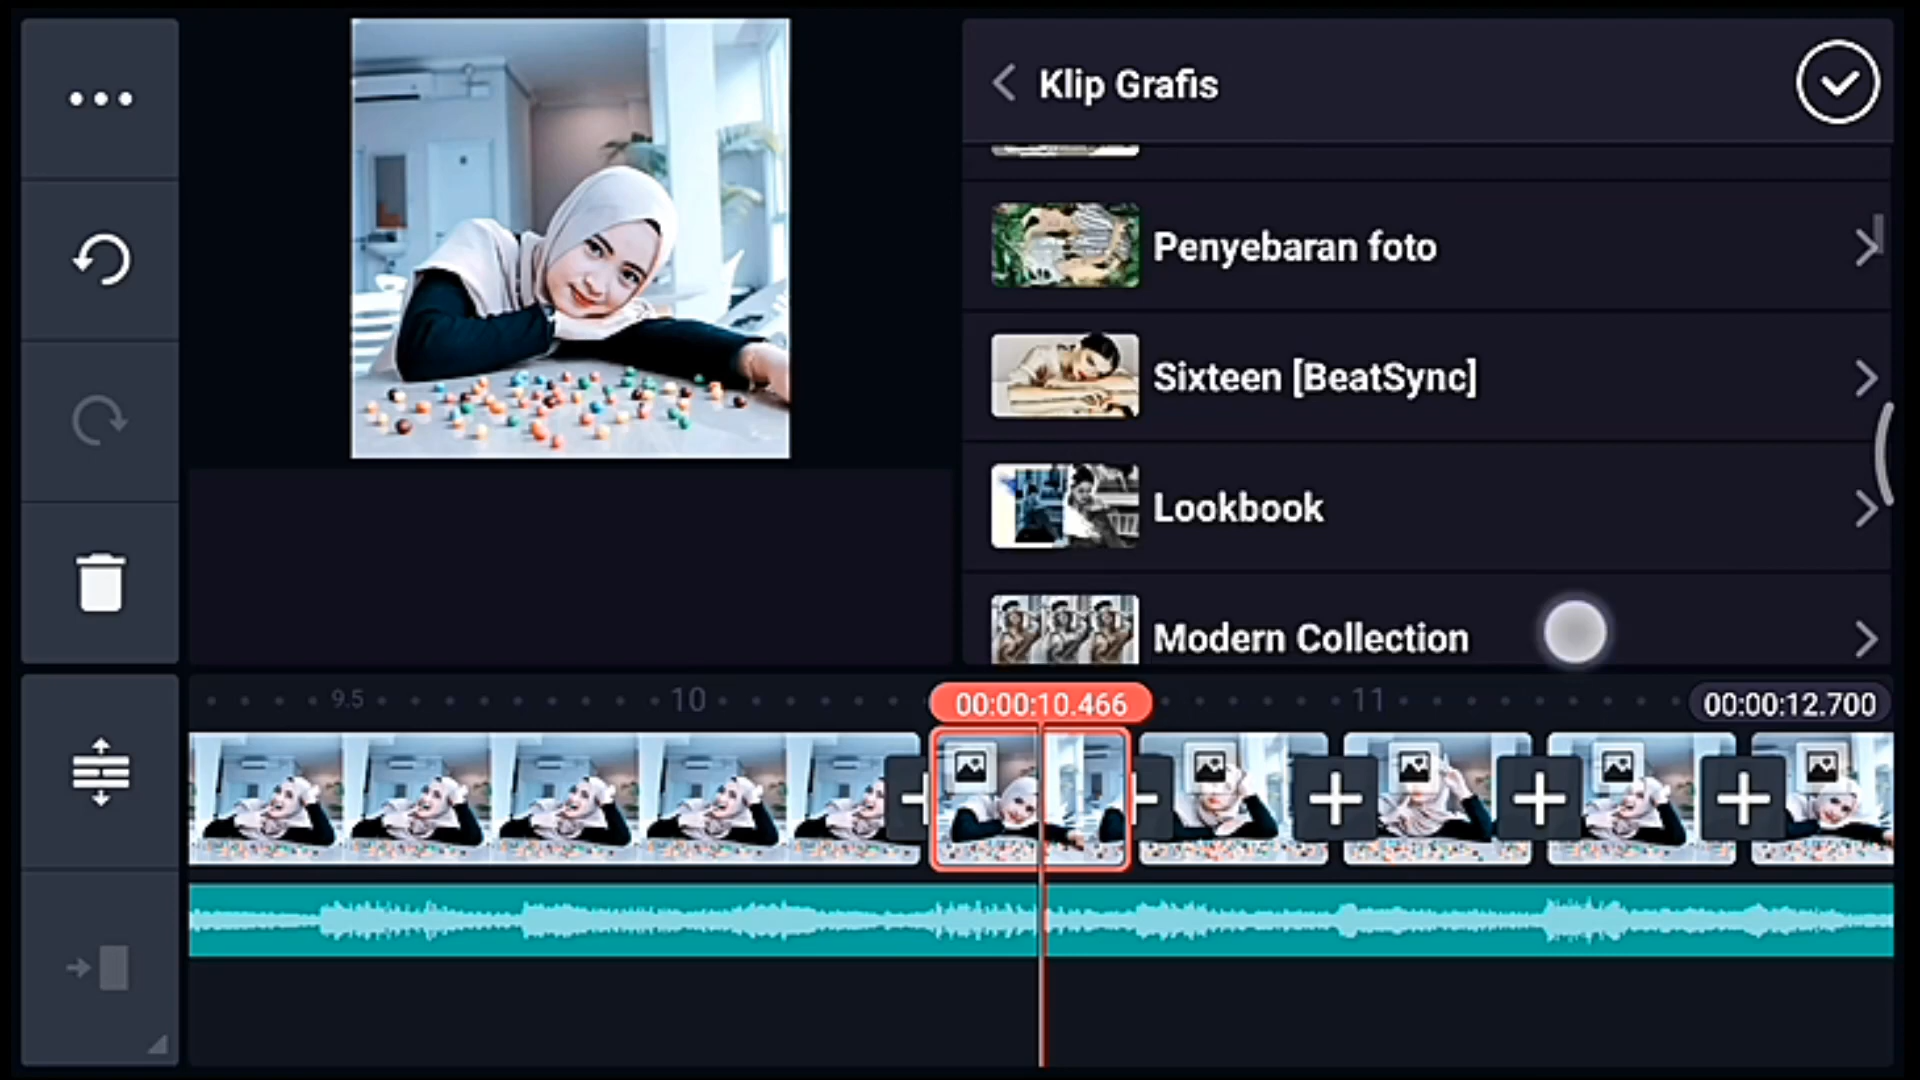 Klip Grafis
Penyebaran foto
Sixteen [BeatSync]
Lookbook
Modern Collection
9.5
10
00:00:10.466
11
00:00:12.700